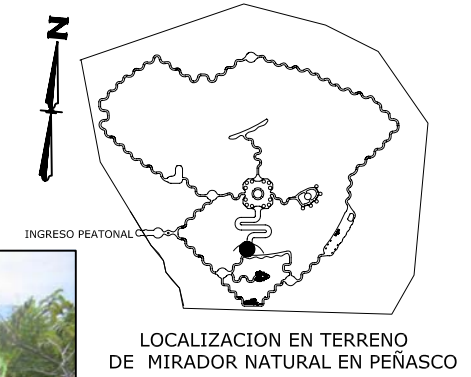 N
INGRESO PEATONAL
LOCALIZACION EN TERRENO
DE MIRADOR NATURAL EN PEÑASCO